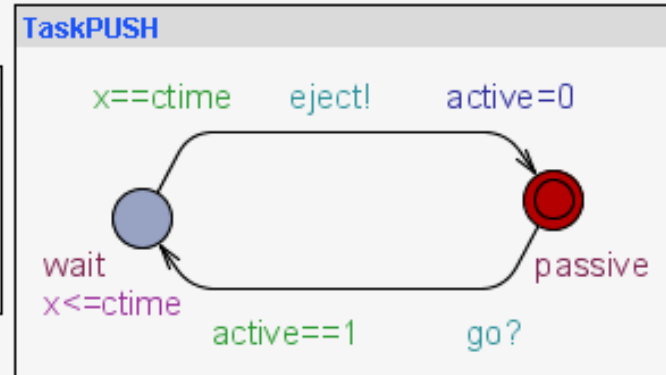 TaskPUSH
x==ctime eject! active=0
wait passive
x<=ctime
active==1 go?